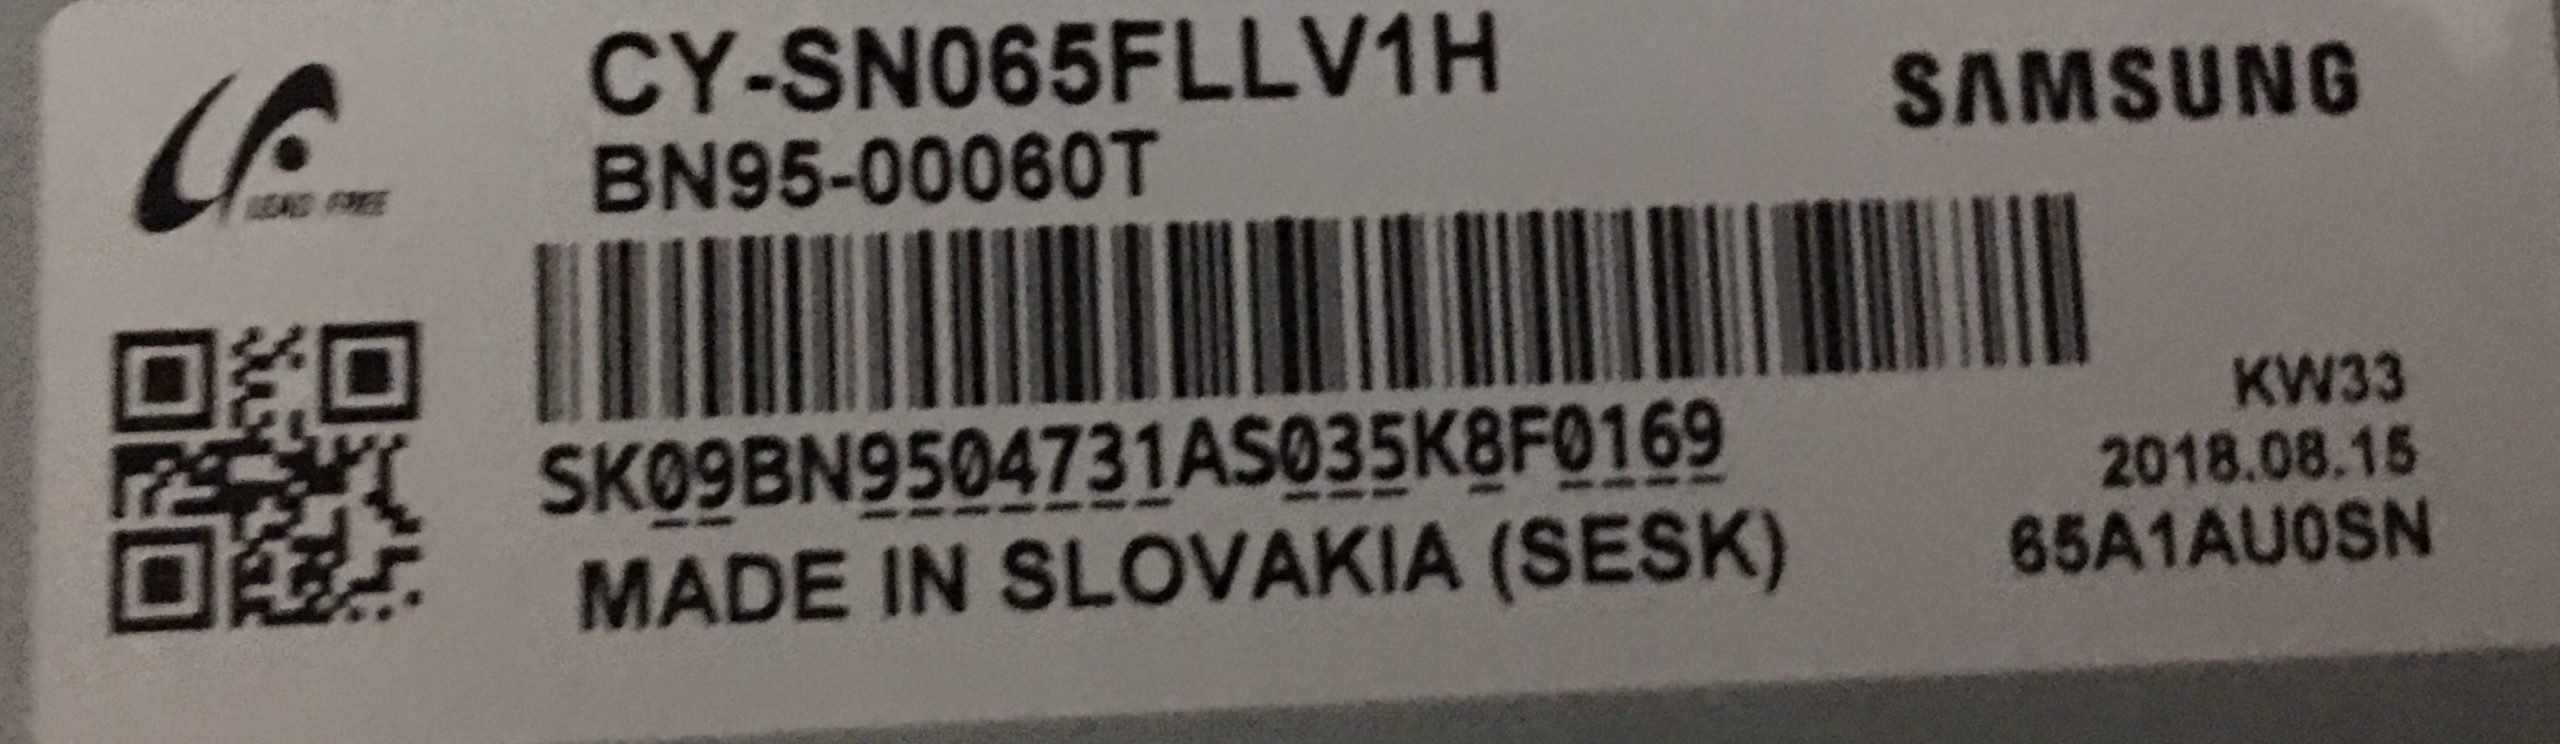 CY-SN065FLLV1H
SAMSUNG
BN95-00060T
LEAD FREE
SK09BN9504731AS035K8F0169
KW33
2018.08.15
MADE IN SLOVAKIA (SESK)
65A1AU0SN